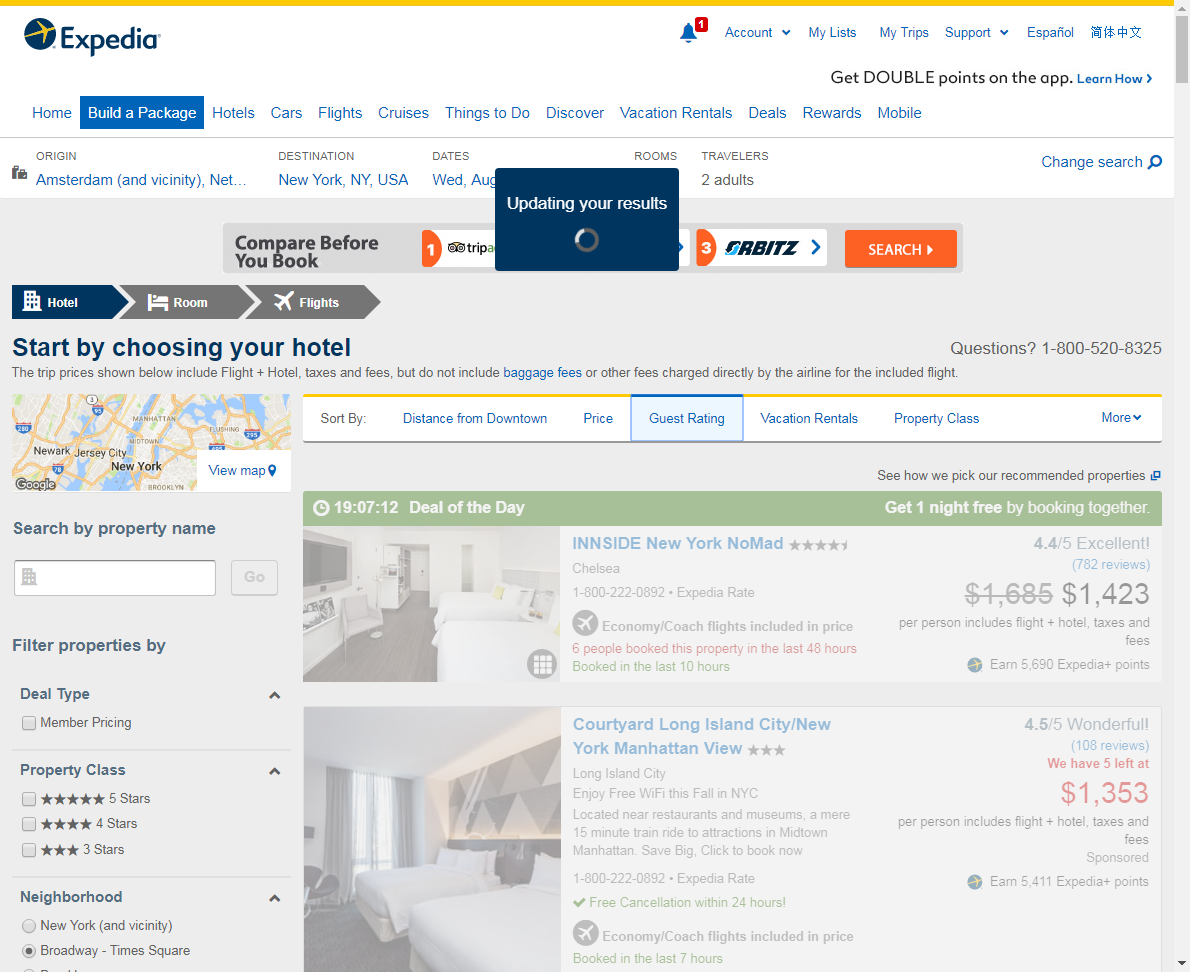 Expedia
1
Account
My Lists
My Trips
Support
Español
简体中文
Get DOUBLE points on the app. Learn How
Home
Build a Package
Hotels
Cars
Flights
Cruises
Things to Do
Discover
Vacation Rentals
Deals
Rewards
Mobile
ORIGIN
DESTINATION
DATES
ROOMS
TRAVELERS
Amsterdam (and vicinity), Net...
New York, NY, USA
Wed, Aug
2 adults
Change search
Updating your results
Compare Before
You Book
1
3
ORBITZ
SEARCH
Hotel
Room
Flights
Start by choosing your hotel
Questions? 1-800-520-8325
The trip prices shown below include Flight + Hotel, taxes and fees, but do not include baggage fees or other fees charged directly by the airline for the included flight.
3
95
MANHATTAN
280
FLUSHING
295
MIDTOWN
495
Newark
Jersey City
New York
78
BROOKLYN
Google
View map
Sort By:
Distance from Downtown
Price
Guest Rating
Vacation Rentals
Property Class
More
See how we pick our recommended properties
19:07:12 Deal of the Day
Get 1 night free by booking together.
INNSIDE New York NoMad
Chelsea
1-800-222-0892 • Expedia Rate
Economy/Coach flights included in price
6 people booked this property in the last 48 hours
Booked in the last 10 hours
4.4/5 Excellent!
(782 reviews)
$1,685 $1,423
per person includes flight + hotel, taxes and
fees
Earn 5,690 Expedia+ points
Search by property name
Go
Filter properties by
Deal Type
Member Pricing
Property Class
5 Stars
4 Stars
3 Stars
Neighborhood
New York (and vicinity)
Broadway - Times Square
Courtyard Long Island City/New
York Manhattan View
Long Island City
Enjoy Free WiFi this Fall in NYC
Located near restaurants and museums, a mere
15 minute train ride to attractions in Midtown
Manhattan. Save Big, Click to book now
1-800-222-0892 • Expedia Rate
Free Cancellation within 24 hours!
Economy/Coach flights included in price
Booked in the last 7 hours
4.5/5 Wonderful!
(108 reviews)
We have 5 left at
$1,353
per person includes flight + hotel, taxes and
fees
Sponsored
Earn 5,411 Expedia+ points